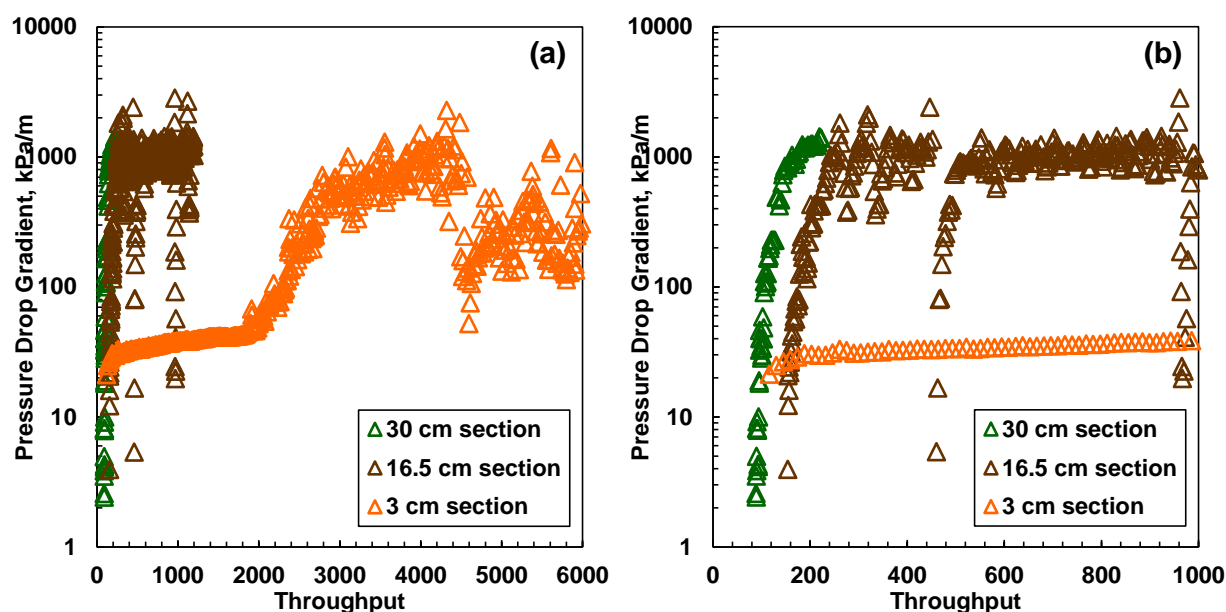 (a)
Pressure Drop Gradient, kPa/m
10000
1000
100
10
1
30 cm section
16.5 cm section
3 cm section
0 1000 2000 3000 4000 5000 6000
Throughput
(b)
Pressure Drop Gradient, kPa/m
10000
1000
100
10
1
30 cm section
16.5 cm section
3 cm section
0 200 400 600 800 1000
Throughput